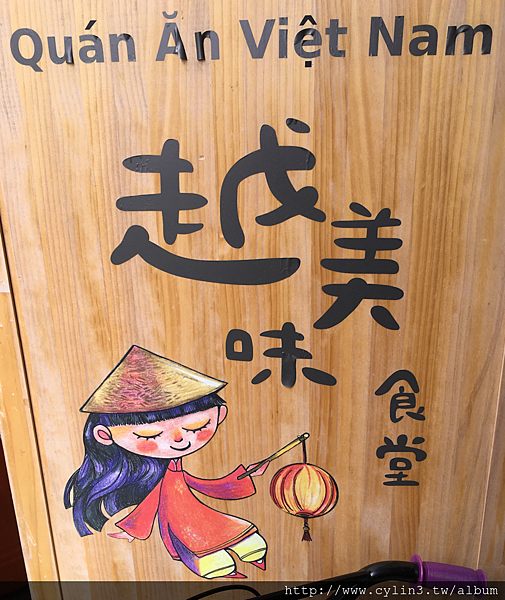 Quán Ăn Việt Nam
越美味
食堂
http://www.cylin3.tw/album